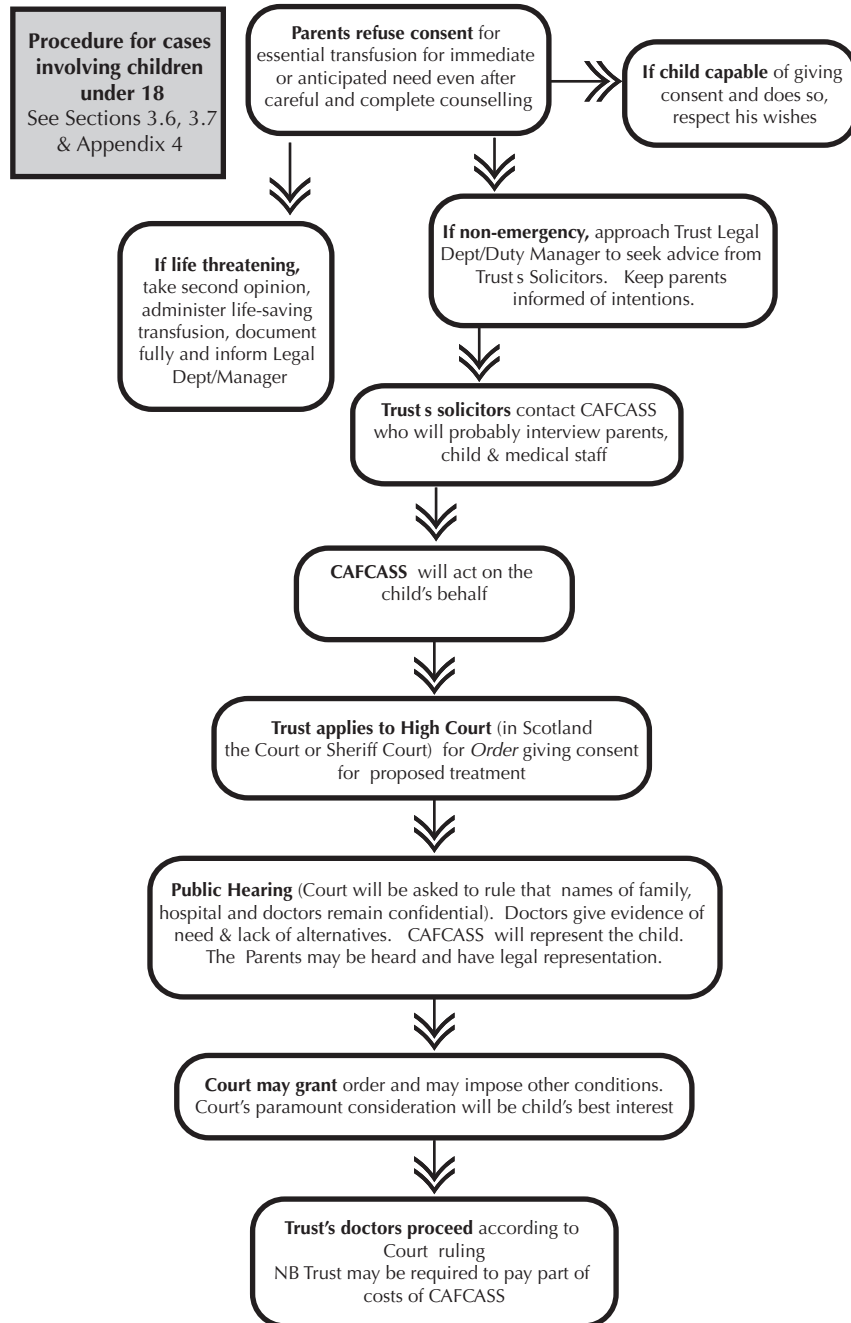 Procedure for cases
involving children
under 18
See Sections 3.6, 3.7
& Appendix 4
Parents refuse consent for
essential transfusion for immediate
or anticipated need even after
careful and complete counselling
If child capable of giving
consent and does so,
respect his wishes
If life threatening,
take second opinion,
administer life-saving
transfusion, document
fully and inform Legal
Dept/Manager
If non-emergency, approach Trust Legal
Dept/Duty Manager to seek advice from
Trust s Solicitors. Keep parents
informed of intentions.
Trust s solicitors contact CAFCASS
who will probably interview parents,
child & medical staff
CAFCASS will act on the
child's behalf
Trust applies to High Court (in Scotland
the Court or Sheriff Court) for Order giving consent
for proposed treatment
Public Hearing (Court will be asked to rule that names of family,
hospital and doctors remain confidential). Doctors give evidence of
need & lack of alternatives. CAFCASS will represent the child.
The Parents may be heard and have legal representation.
Court may grant order and may impose other conditions.
Court's paramount consideration will be child's best interest
Trust's doctors proceed according to
Court ruling
NB Trust may be required to pay part of
costs of CAFCASS